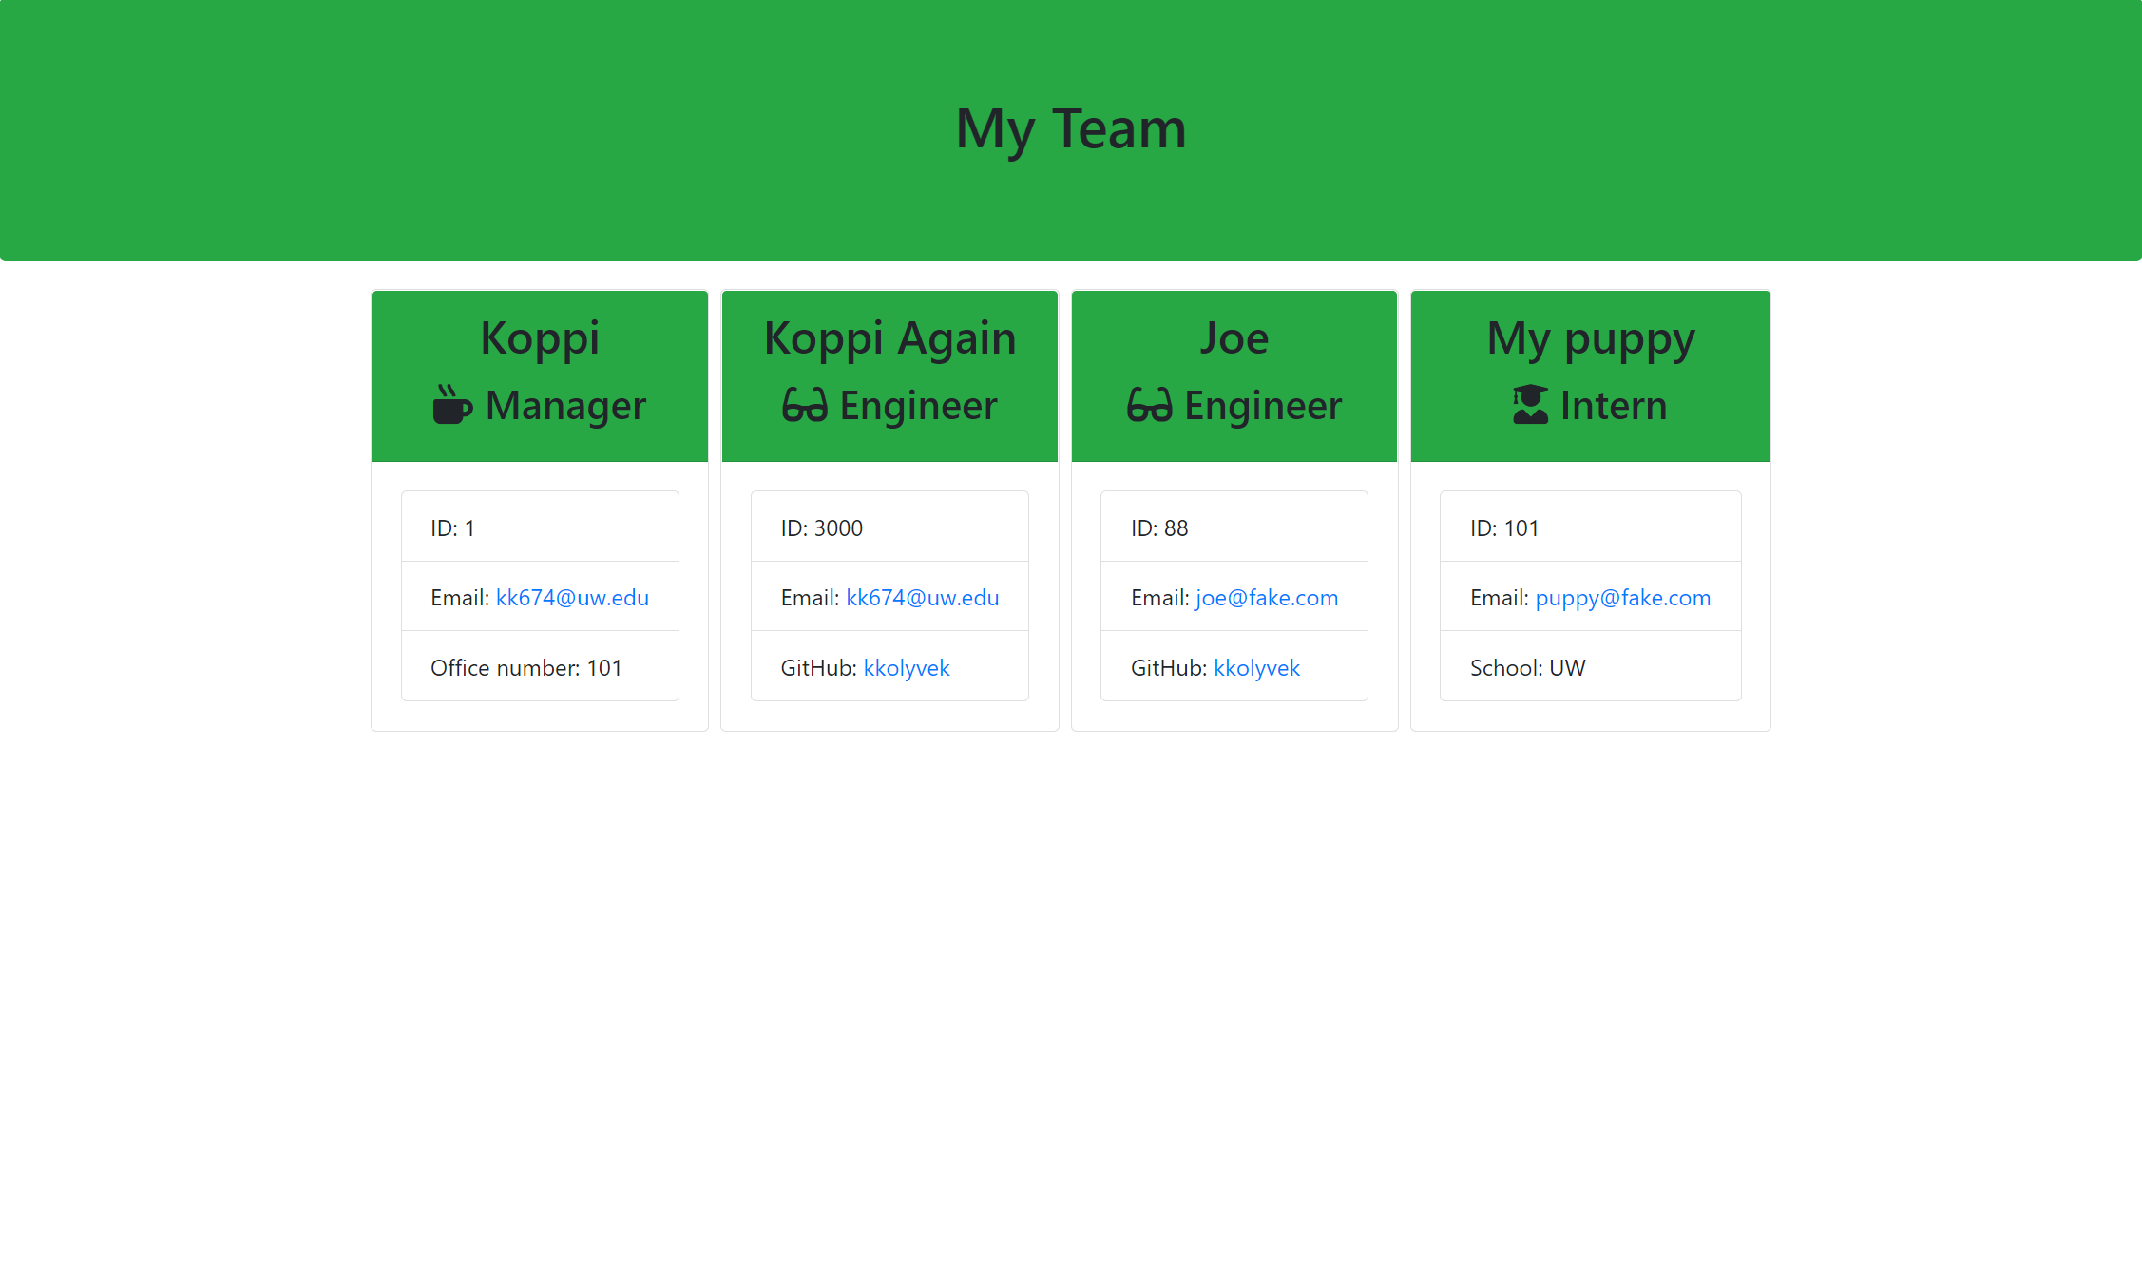 My Team
Koppi
Manager
ID: 1
Email: kk674@uw.edu
Office number: 101
Koppi Again
Engineer
ID: 3000
Email: kk674@uw.edu
GitHub: kkolyvek
Joe
Engineer
ID: 88
Email: joe@fake.com
GitHub: kkolyvek
My puppy
Intern
ID: 101
Email: puppy@fake.com
School: UW